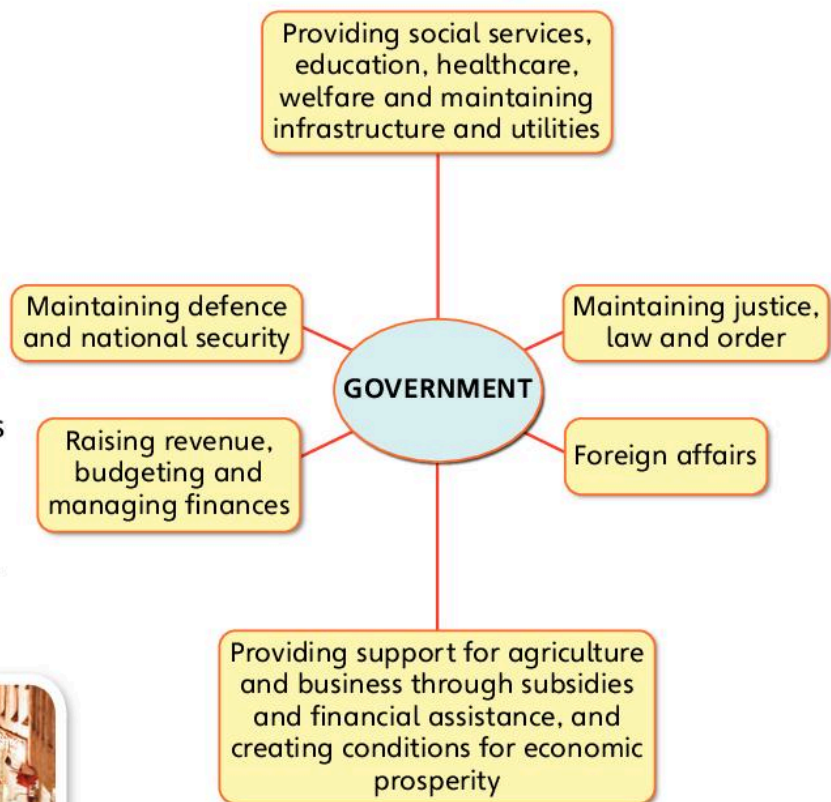 Providing social services,
education, healthcare,
welfare and maintaining
infrastructure and utilities
Maintaining defence
and national security
Maintaining justice,
law and order
GOVERNMENT
s
Raising revenue,
budgeting and
managing finances
Foreign affairs
Providing support for agriculture
and business through subsidies
and financial assistance, and
creating conditions for economic
prosperity